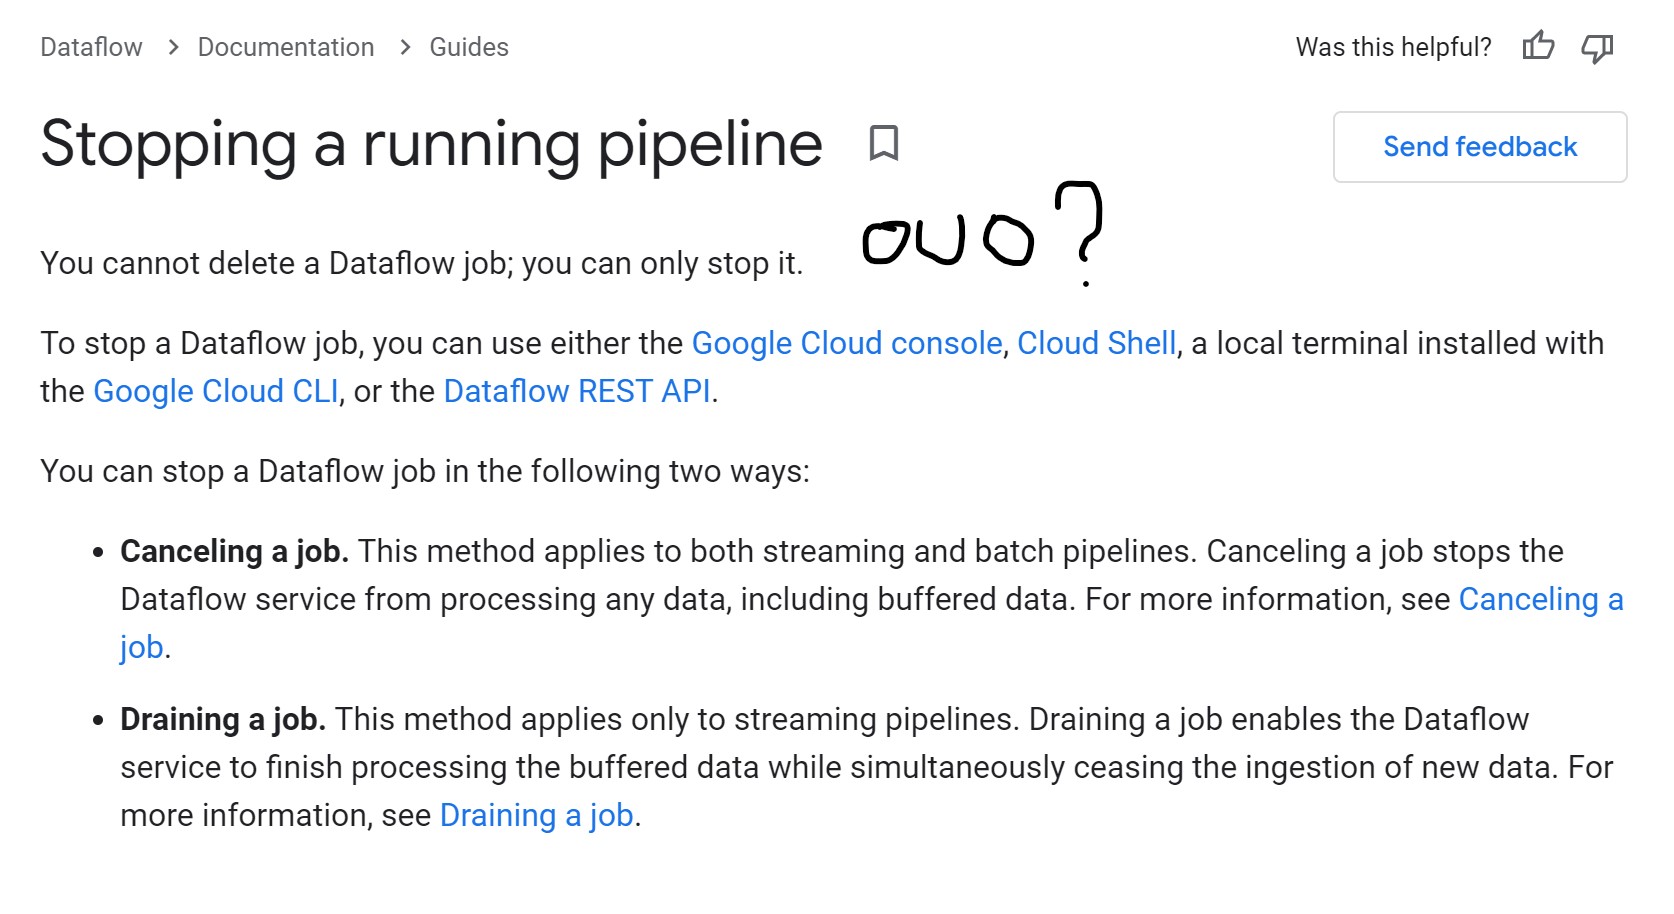 Dataflow > Documentation > Guides
Was this helpful?
Stopping a running pipeline
Send feedback
ouo?
You cannot delete a Dataflow job; you can only stop it.
To stop a Dataflow job, you can use either the Google Cloud console, Cloud Shell, a local terminal installed with
the Google Cloud CLI, or the Dataflow REST API.
You can stop a Dataflow job in the following two ways:
• Canceling a job. This method applies to both streaming and batch pipelines. Canceling a job stops the
Dataflow service from processing any data, including buffered data. For more information, see Canceling a
job.
• Draining a job. This method applies only to streaming pipelines. Draining a job enables the Dataflow
service to finish processing the buffered data while simultaneously ceasing the ingestion of new data. For
more information, see Draining a job.